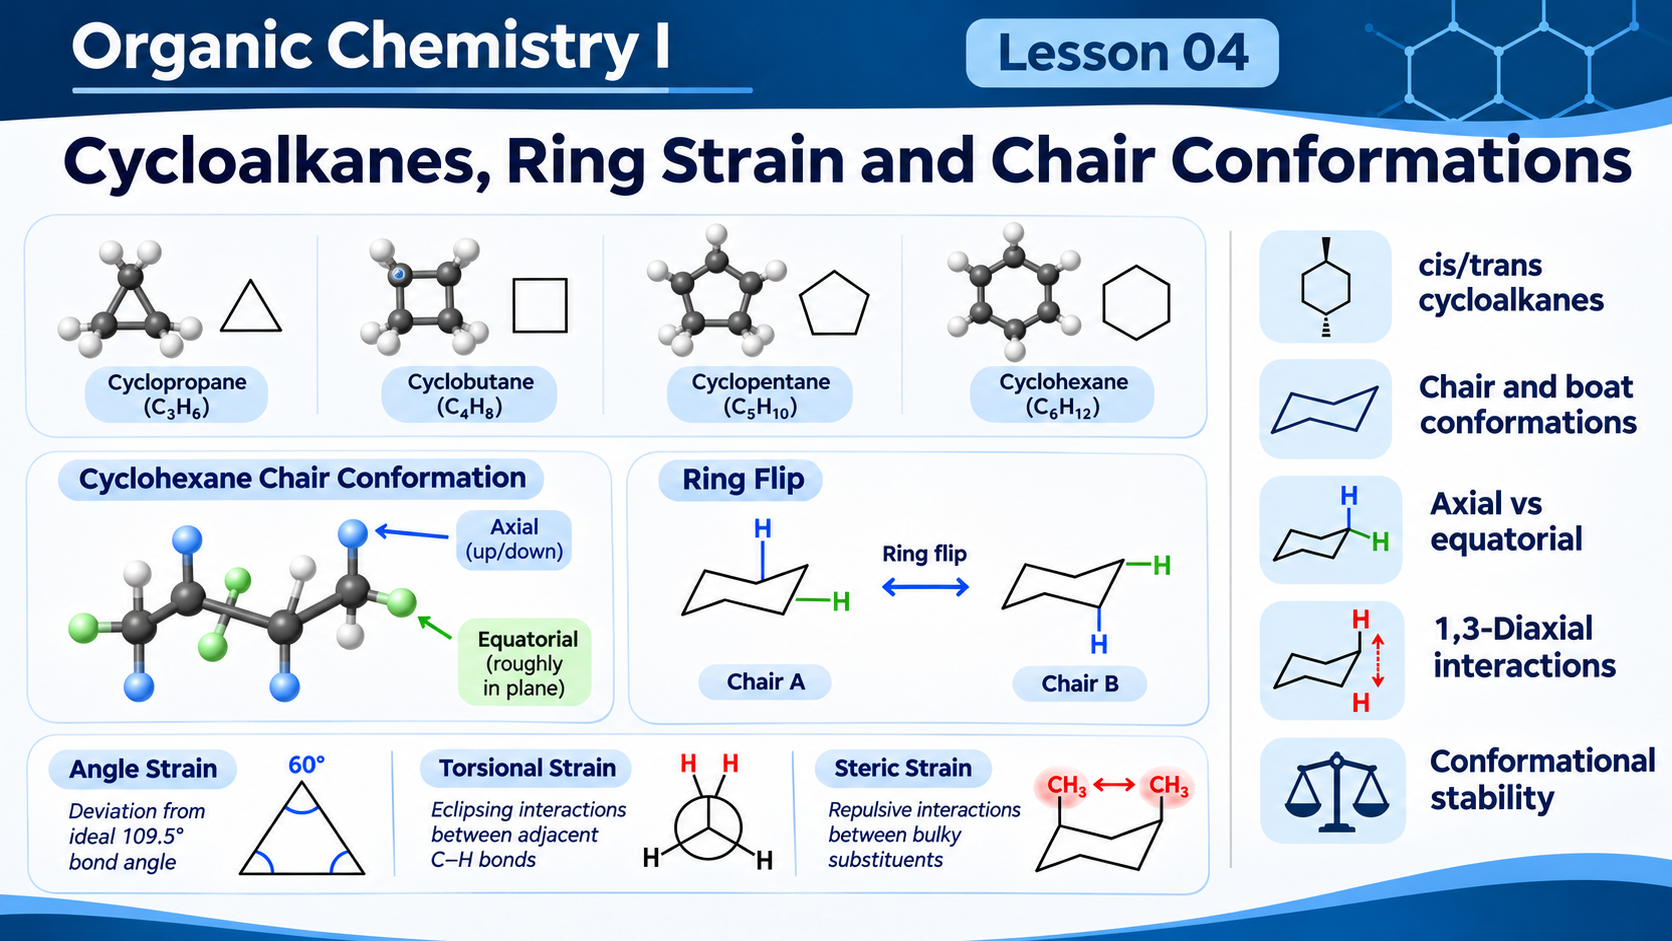 Organic Chemistry I
Lesson 04
Cycloalkanes, Ring Strain and Chair Conformations
Cyclopropane
(C₃H₆)
Cyclobutane
(C₄H₈)
Cyclopentane
(C₅H₁₀)
Cyclohexane
(C₆H₁₂)
Cyclohexane Chair Conformation
Axial
(up/down)
Equatorial
(roughly
in plane)
Ring Flip
H
H
Chair A
Ring flip
H
H
Chair B
Angle Strain
Deviation from
ideal 109.5°
bond angle
60°
Torsional Strain
Eclipsing interactions
between adjacent
C–H bonds
H H
H H
Steric Strain
Repulsive interactions
between bulky
substituents
CH₃ CH₃
cis/trans
cycloalkanes
Chair and boat
conformations
H
H
Axial vs
equatorial
H
H
1,3-Diaxial
interactions
Conformational
stability